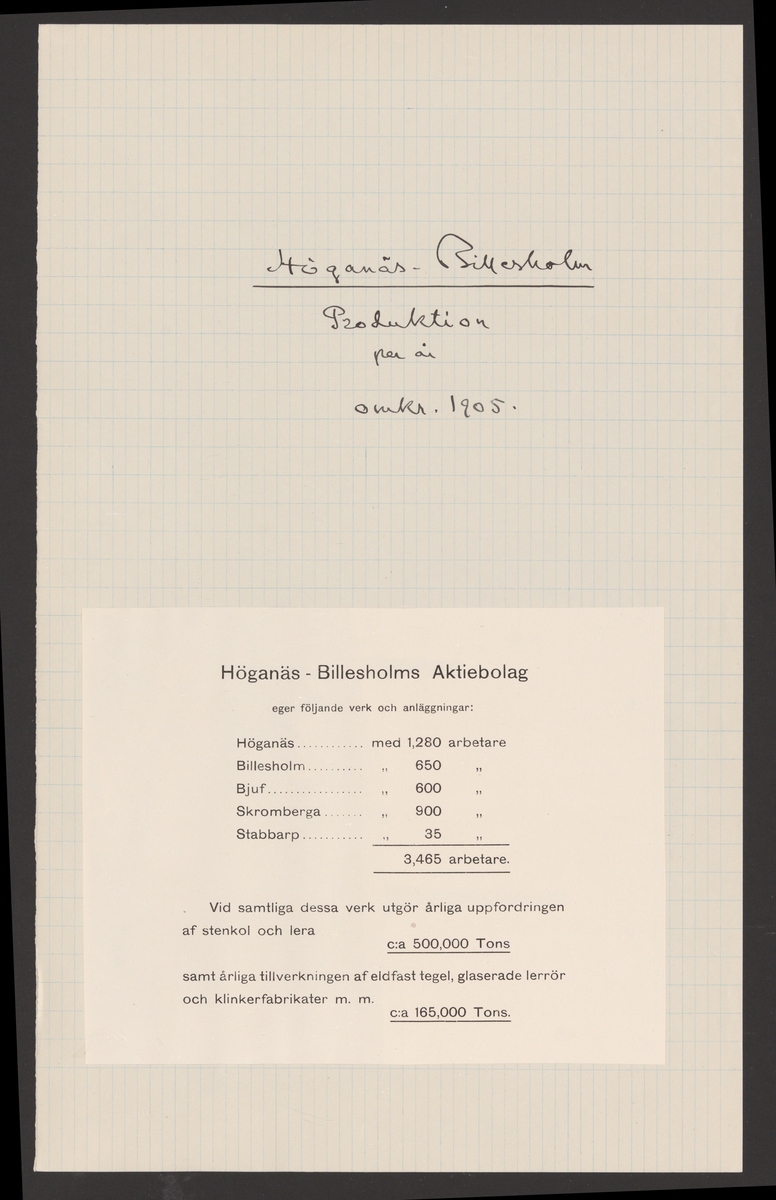 Höganäs - Billesholm
Produktion
per år
omkr. 1905.
Höganäs - Billesholms Aktiebolag
eger följande verk och anläggningar:
Höganäs............ med 1,280 arbetare
Billesholm.......... „ 650 „
Bjuf................. „ 600 „
Skromberga....... „ 900 „
Stabbarp........... „ 35 „
3,465 arbetare.
Vid samtliga dessa verk utgör årliga uppfordringen
af stenkol och lera
c:a 500,000 Tons
samt årliga tillverkningen af eldfast tegel, glaserade lerrör
och klinkerfabrikater m. m.
c:a 165,000 Tons.